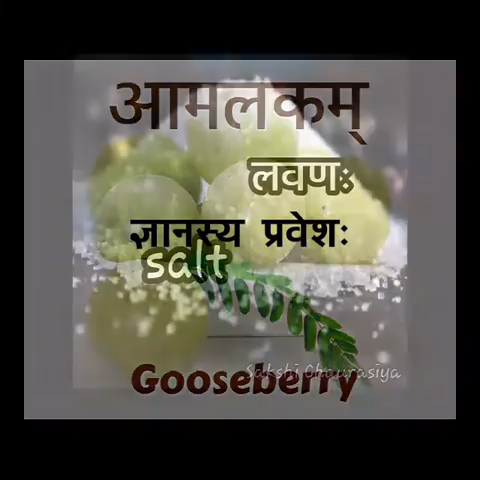 आमलकम्
लवणः
ज्ञानस्य प्रवेशः
salt
Sakshi Chourasiya
Gooseberry